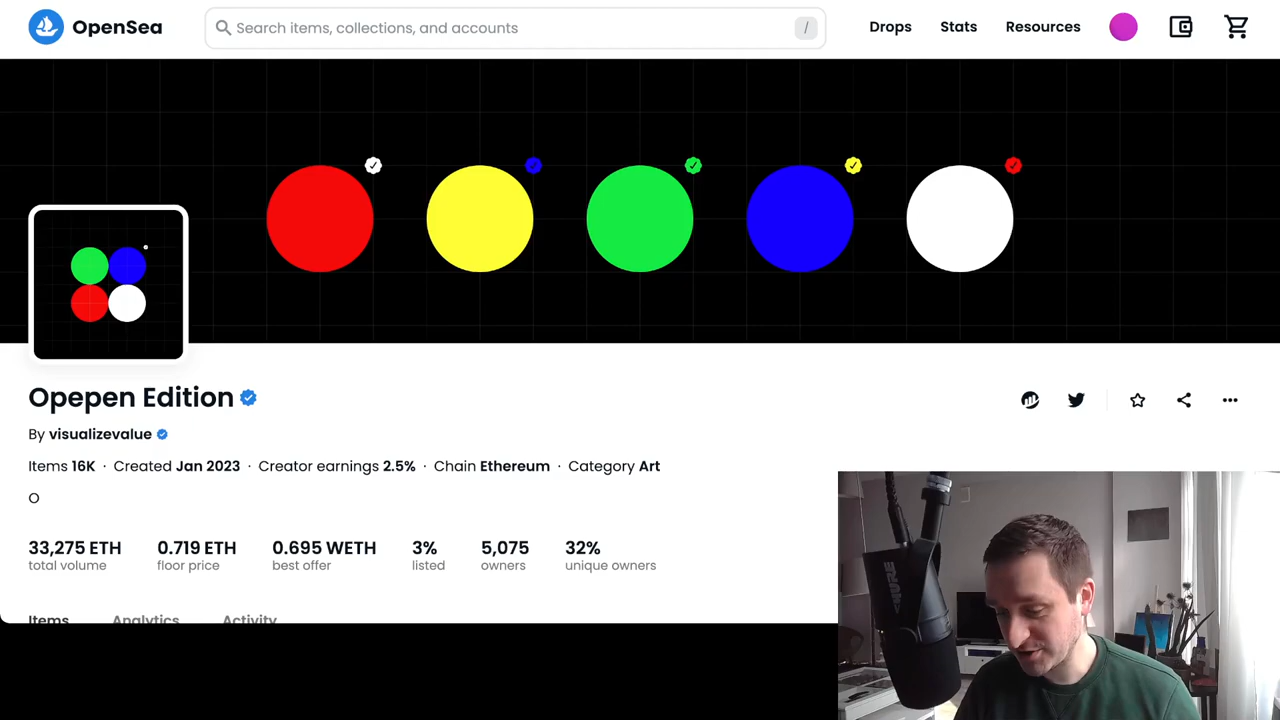 OpenSea
Search items, collections, and accounts
/
Drops
Stats
Resources
Opepen Edition
By visualizevalue
Items 16K · Created Jan 2023 · Creator earnings 2.5% · Chain Ethereum · Category Art
O
33,275 ETH
total volume
0.719 ETH
floor price
0.695 WETH
best offer
3%
listed
5,075
owners
32%
unique owners
Items
Analytics
Activity
SHURE